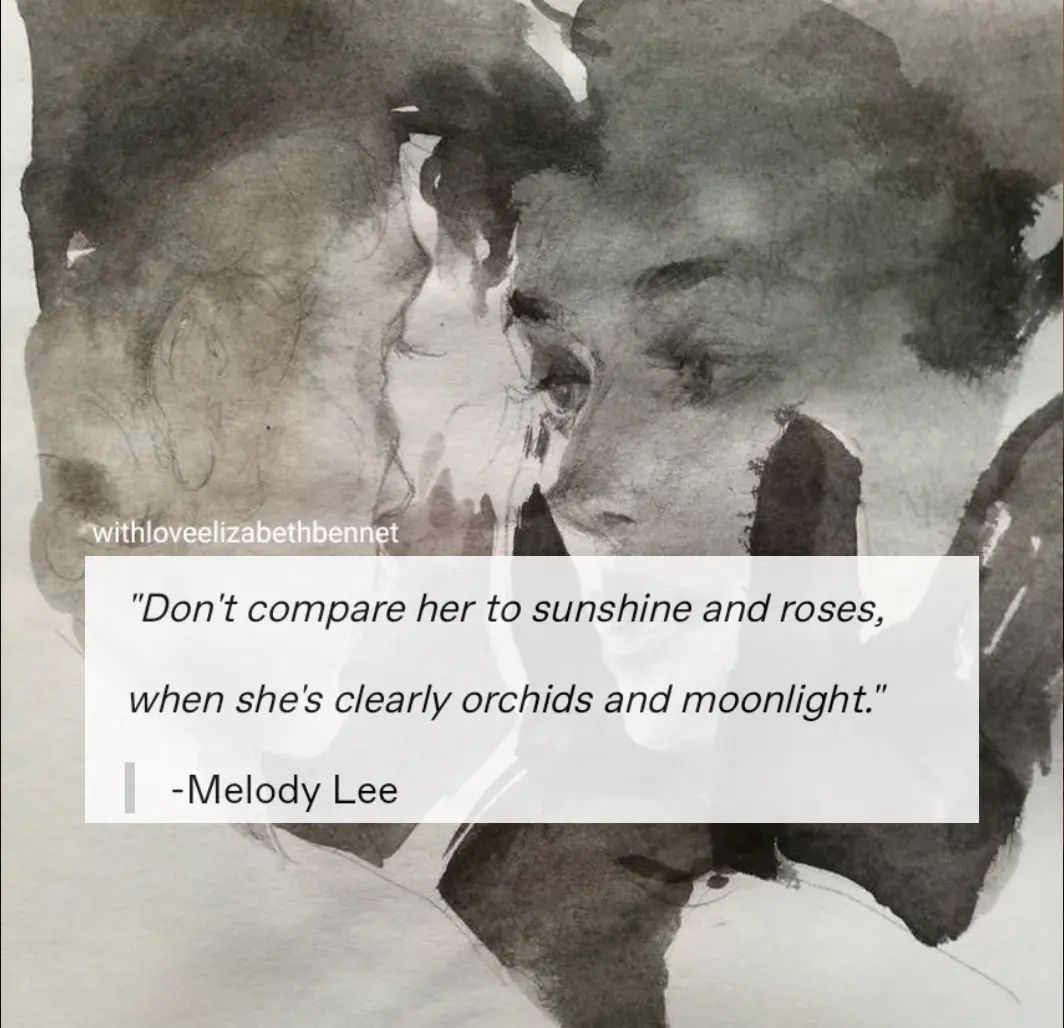 withloveelizabethbennet
"Don't compare her to sunshine and roses,
when she's clearly orchids and moonlight."
-Melody Lee